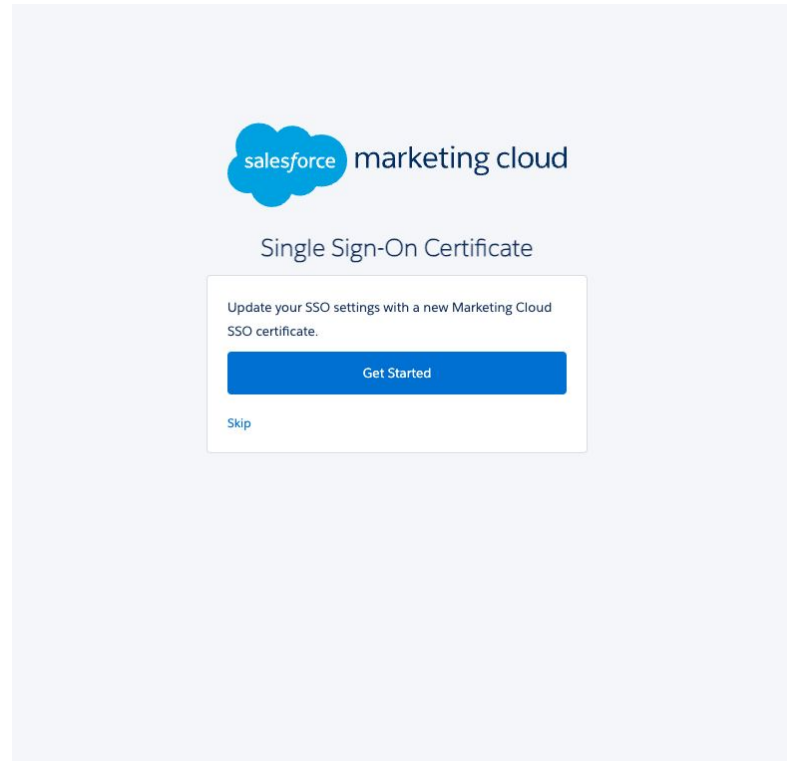 salesforce marketing cloud
Single Sign-On Certificate
Update your SSO settings with a new Marketing Cloud
SSO certificate.
Get Started
Skip